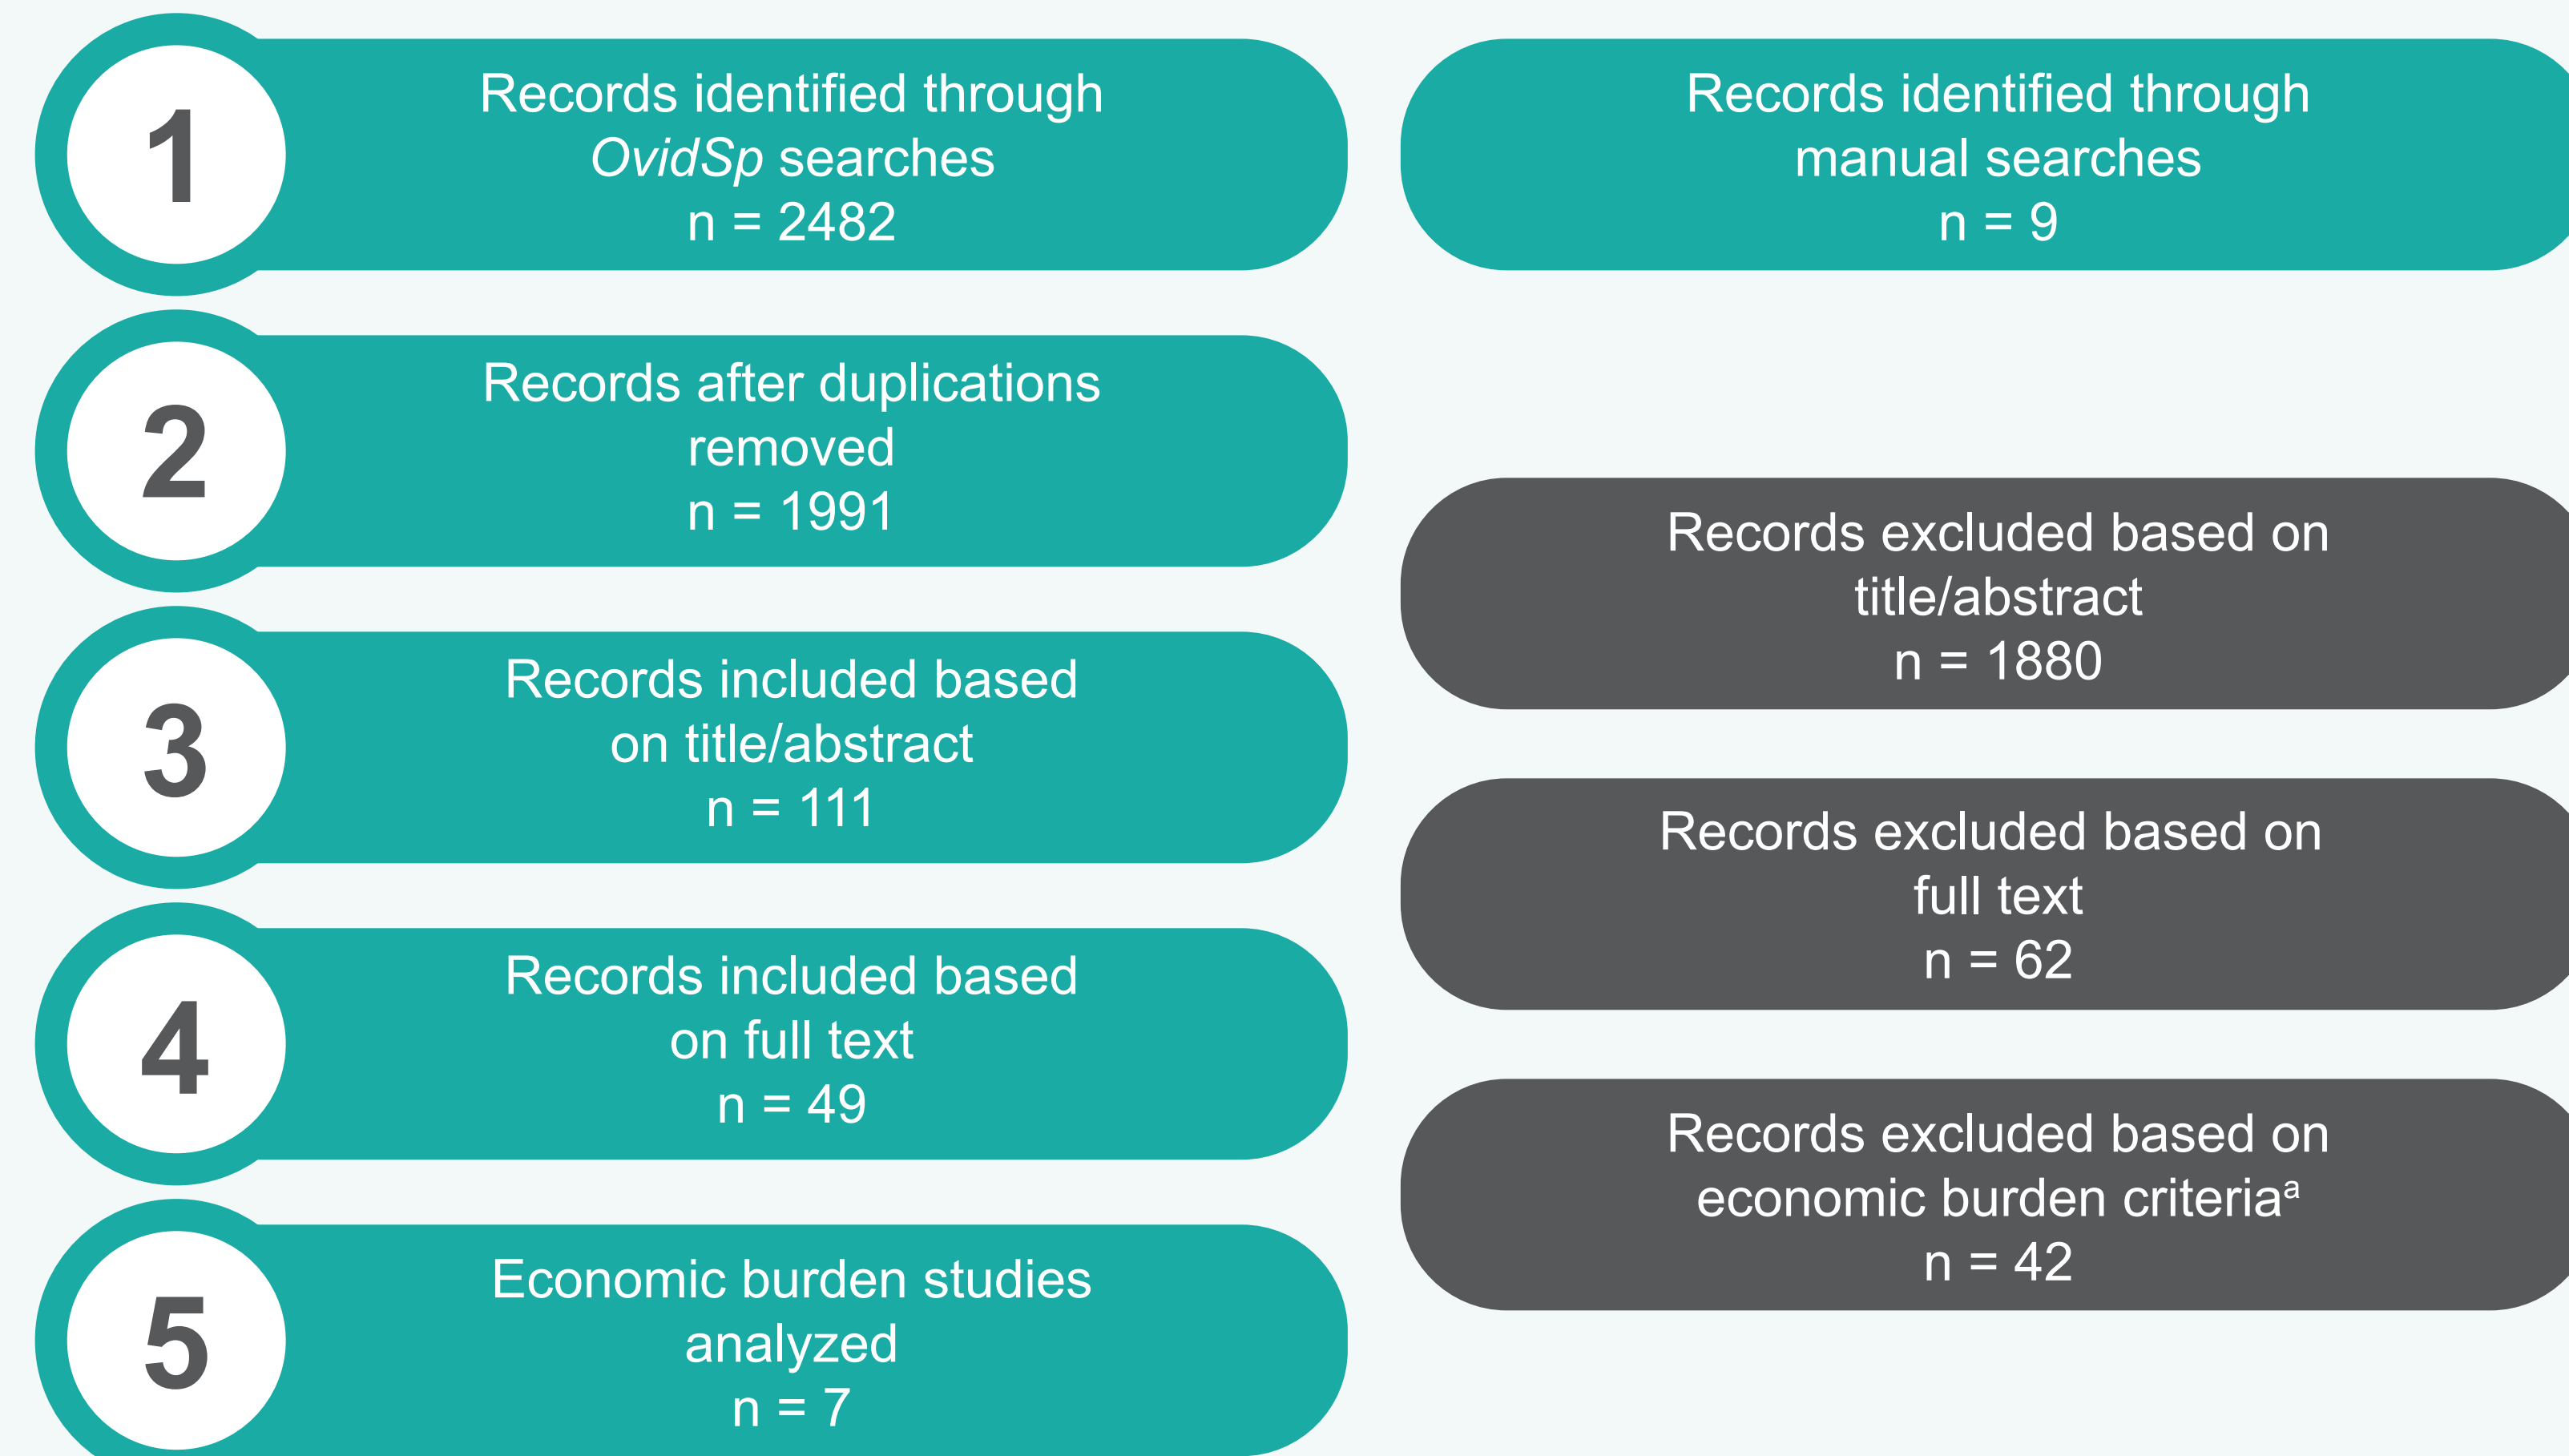 1
Records identified through
OvidSp searches
n = 2482
Records identified through
manual searches
n = 9
2
Records after duplications
removed
n = 1991
Records excluded based on
title/abstract
n = 1880
3
Records included based
on title/abstract
n = 111
Records excluded based on
full text
n = 62
4
Records included based
on full text
n = 49
Records excluded based on
economic burden criteriaᵃ
n = 42
5
Economic burden studies
analyzed
n = 7